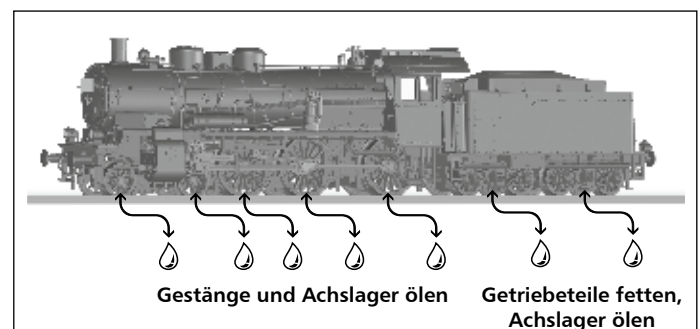 Gestänge und Achslager ölen
Getriebeteile fetten,
Achslager ölen